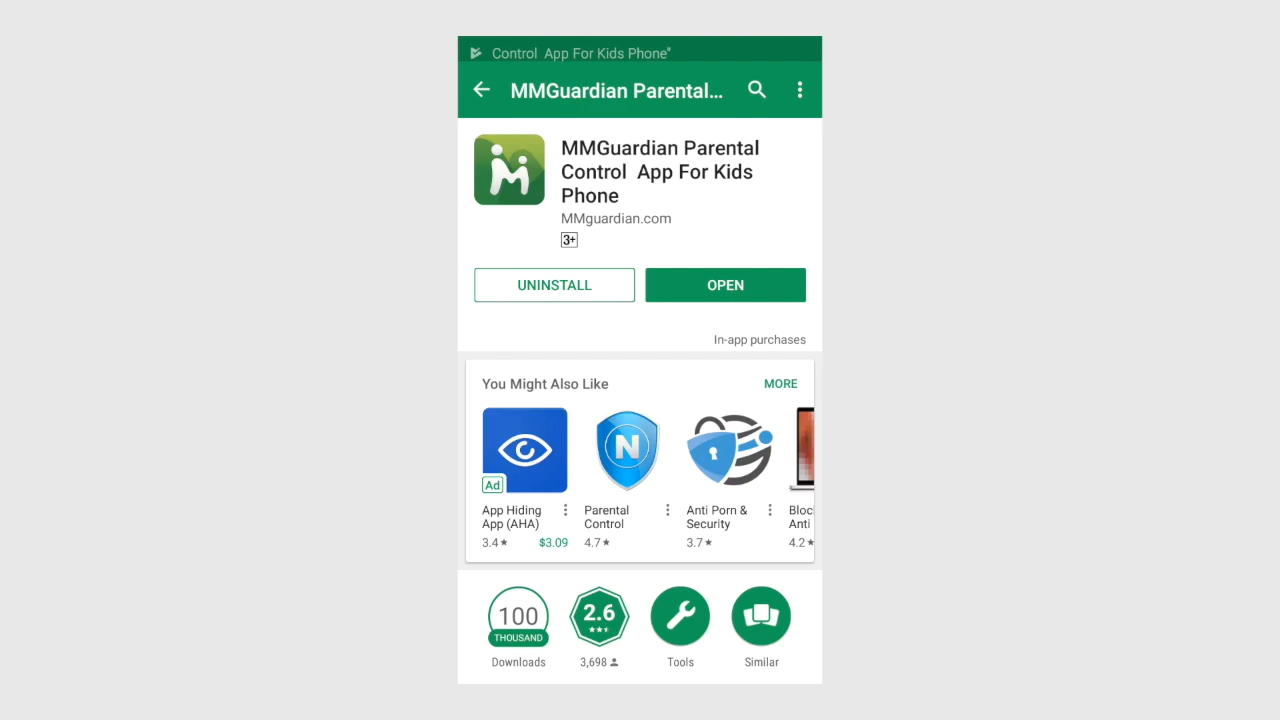 Control  App For Kids Phone"
MMGuardian Parental...
MMGuardian Parental
Control  App For Kids
Phone
MMguardian.com
3+
UNINSTALL
OPEN
In-app purchases
You Might Also Like
MORE
N
Ad
App Hiding
App (AHA)
3.4★
$3.09
Parental
Control
4.7★
Anti Porn &
Security
3.7★
Bloc
Anti
4.2★
100
THOUSAND
Downloads
2.6
3,698
Tools
Similar